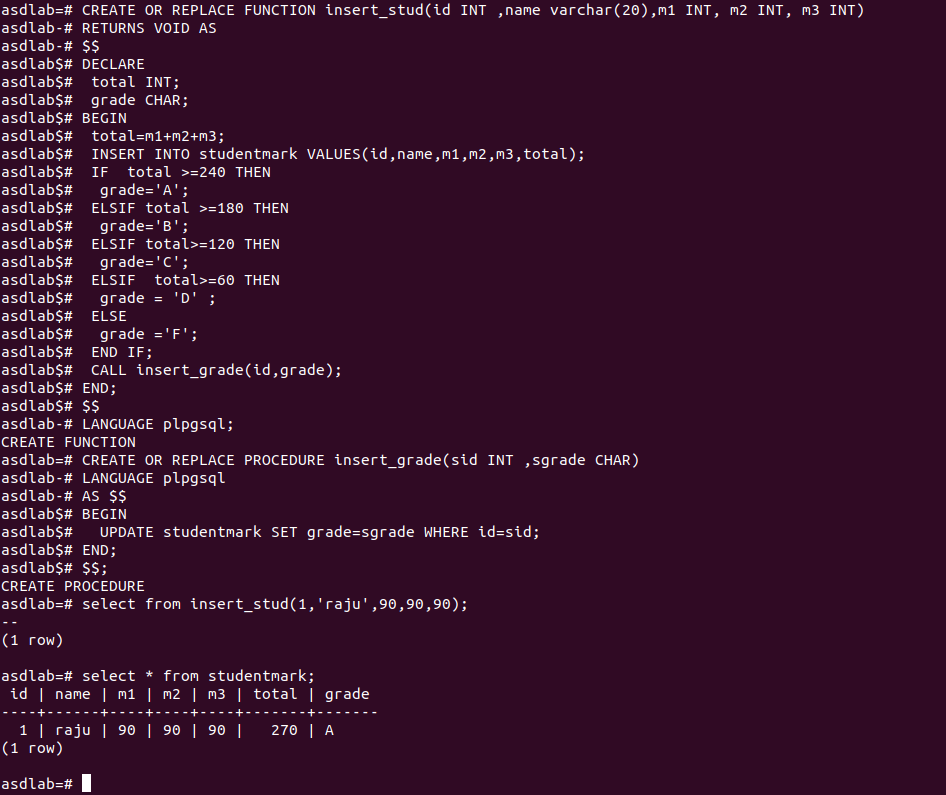 asdlab=# CREATE OR REPLACE FUNCTION insert_stud(id INT ,name varchar(20),m1 INT, m2 INT, m3 INT)
asdlab-# RETURNS VOID AS
asdlab-# $$
asdlab$# DECLARE
asdlab$#  total INT;
asdlab$#  grade CHAR;
asdlab$# BEGIN
asdlab$#  total=m1+m2+m3;
asdlab$#  INSERT INTO studentmark VALUES(id,name,m1,m2,m3,total);
asdlab$#  IF  total >=240 THEN
asdlab$#   grade='A';
asdlab$#  ELSIF total >=180 THEN
asdlab$#   grade='B';
asdlab$#  ELSIF total>=120 THEN
asdlab$#   grade='C';
asdlab$#  ELSIF  total>=60 THEN
asdlab$#   grade = 'D' ;
asdlab$#  ELSE
asdlab$#   grade ='F';
asdlab$#  END IF;
asdlab$#  CALL insert_grade(id,grade);
asdlab$# END;
asdlab$# $$
asdlab-# LANGUAGE plpgsql;
CREATE FUNCTION
asdlab=# CREATE OR REPLACE PROCEDURE insert_grade(sid INT ,sgrade CHAR)
asdlab-# LANGUAGE plpgsql
asdlab-# AS $$
asdlab$# BEGIN
asdlab$#   UPDATE studentmark SET grade=sgrade WHERE id=sid;
asdlab$# END;
asdlab$# $$;
CREATE PROCEDURE
asdlab=# select from insert_stud(1,'raju',90,90,90);
--
(1 row)

asdlab=# select * from studentmark;
 id | name | m1 | m2 | m3 | total | grade
----+------+----+----+----+-------+-------
  1 | raju | 90 | 90 | 90 |   270 | A
(1 row)

asdlab=#